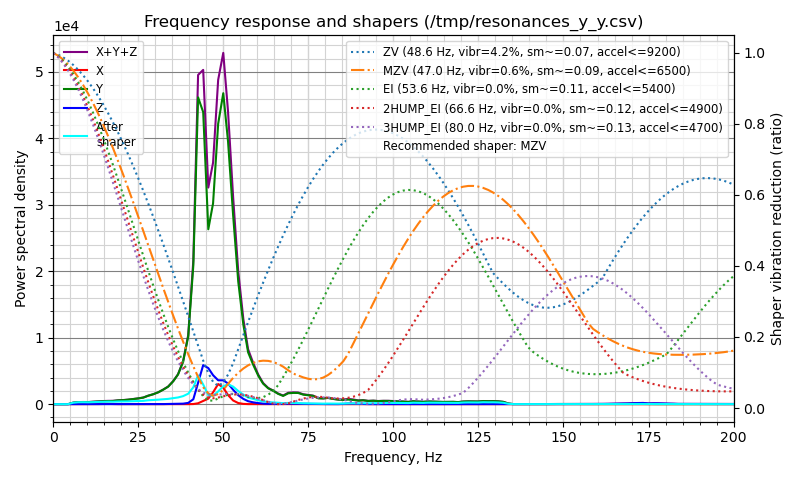 Frequency response and shapers (/tmp/resonances_y_y.csv)
1e4
X+Y+Z
X
Y
Z
After
shaper
ZV (48.6 Hz, vibr=4.2%, sm~=0.07, accel<=9200)
MZV (47.0 Hz, vibr=0.6%, sm~=0.09, accel<=6500)
EI (53.6 Hz, vibr=0.0%, sm~=0.11, accel<=5400)
2HUMP_EI (66.6 Hz, vibr=0.0%, sm~=0.12, accel<=4900)
3HUMP_EI (80.0 Hz, vibr=0.0%, sm~=0.13, accel<=4700)
Recommended shaper: MZV
Power spectral density
5
4
3
2
1
0
1.0
0.8
0.6
0.4
0.2
0.0
Shaper vibration reduction (ratio)
0 25 50 75 100 125 150 175 200
Frequency, Hz